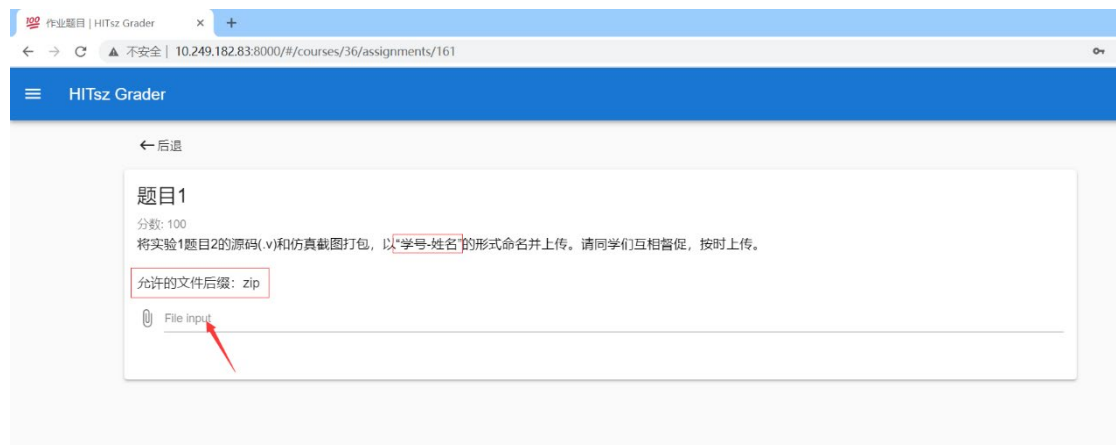 作业题目 | HITsz Grader
不安全 | 10.249.182.83:8000/#/courses/36/assignments/161
HITsz Grader
后退
题目1
分数: 100
将实验1题目2的源码(.v)和仿真截图打包，以“学号-姓名”的形式命名并上传。请同学们互相督促，按时上传。
允许的文件后缀：zip
File input